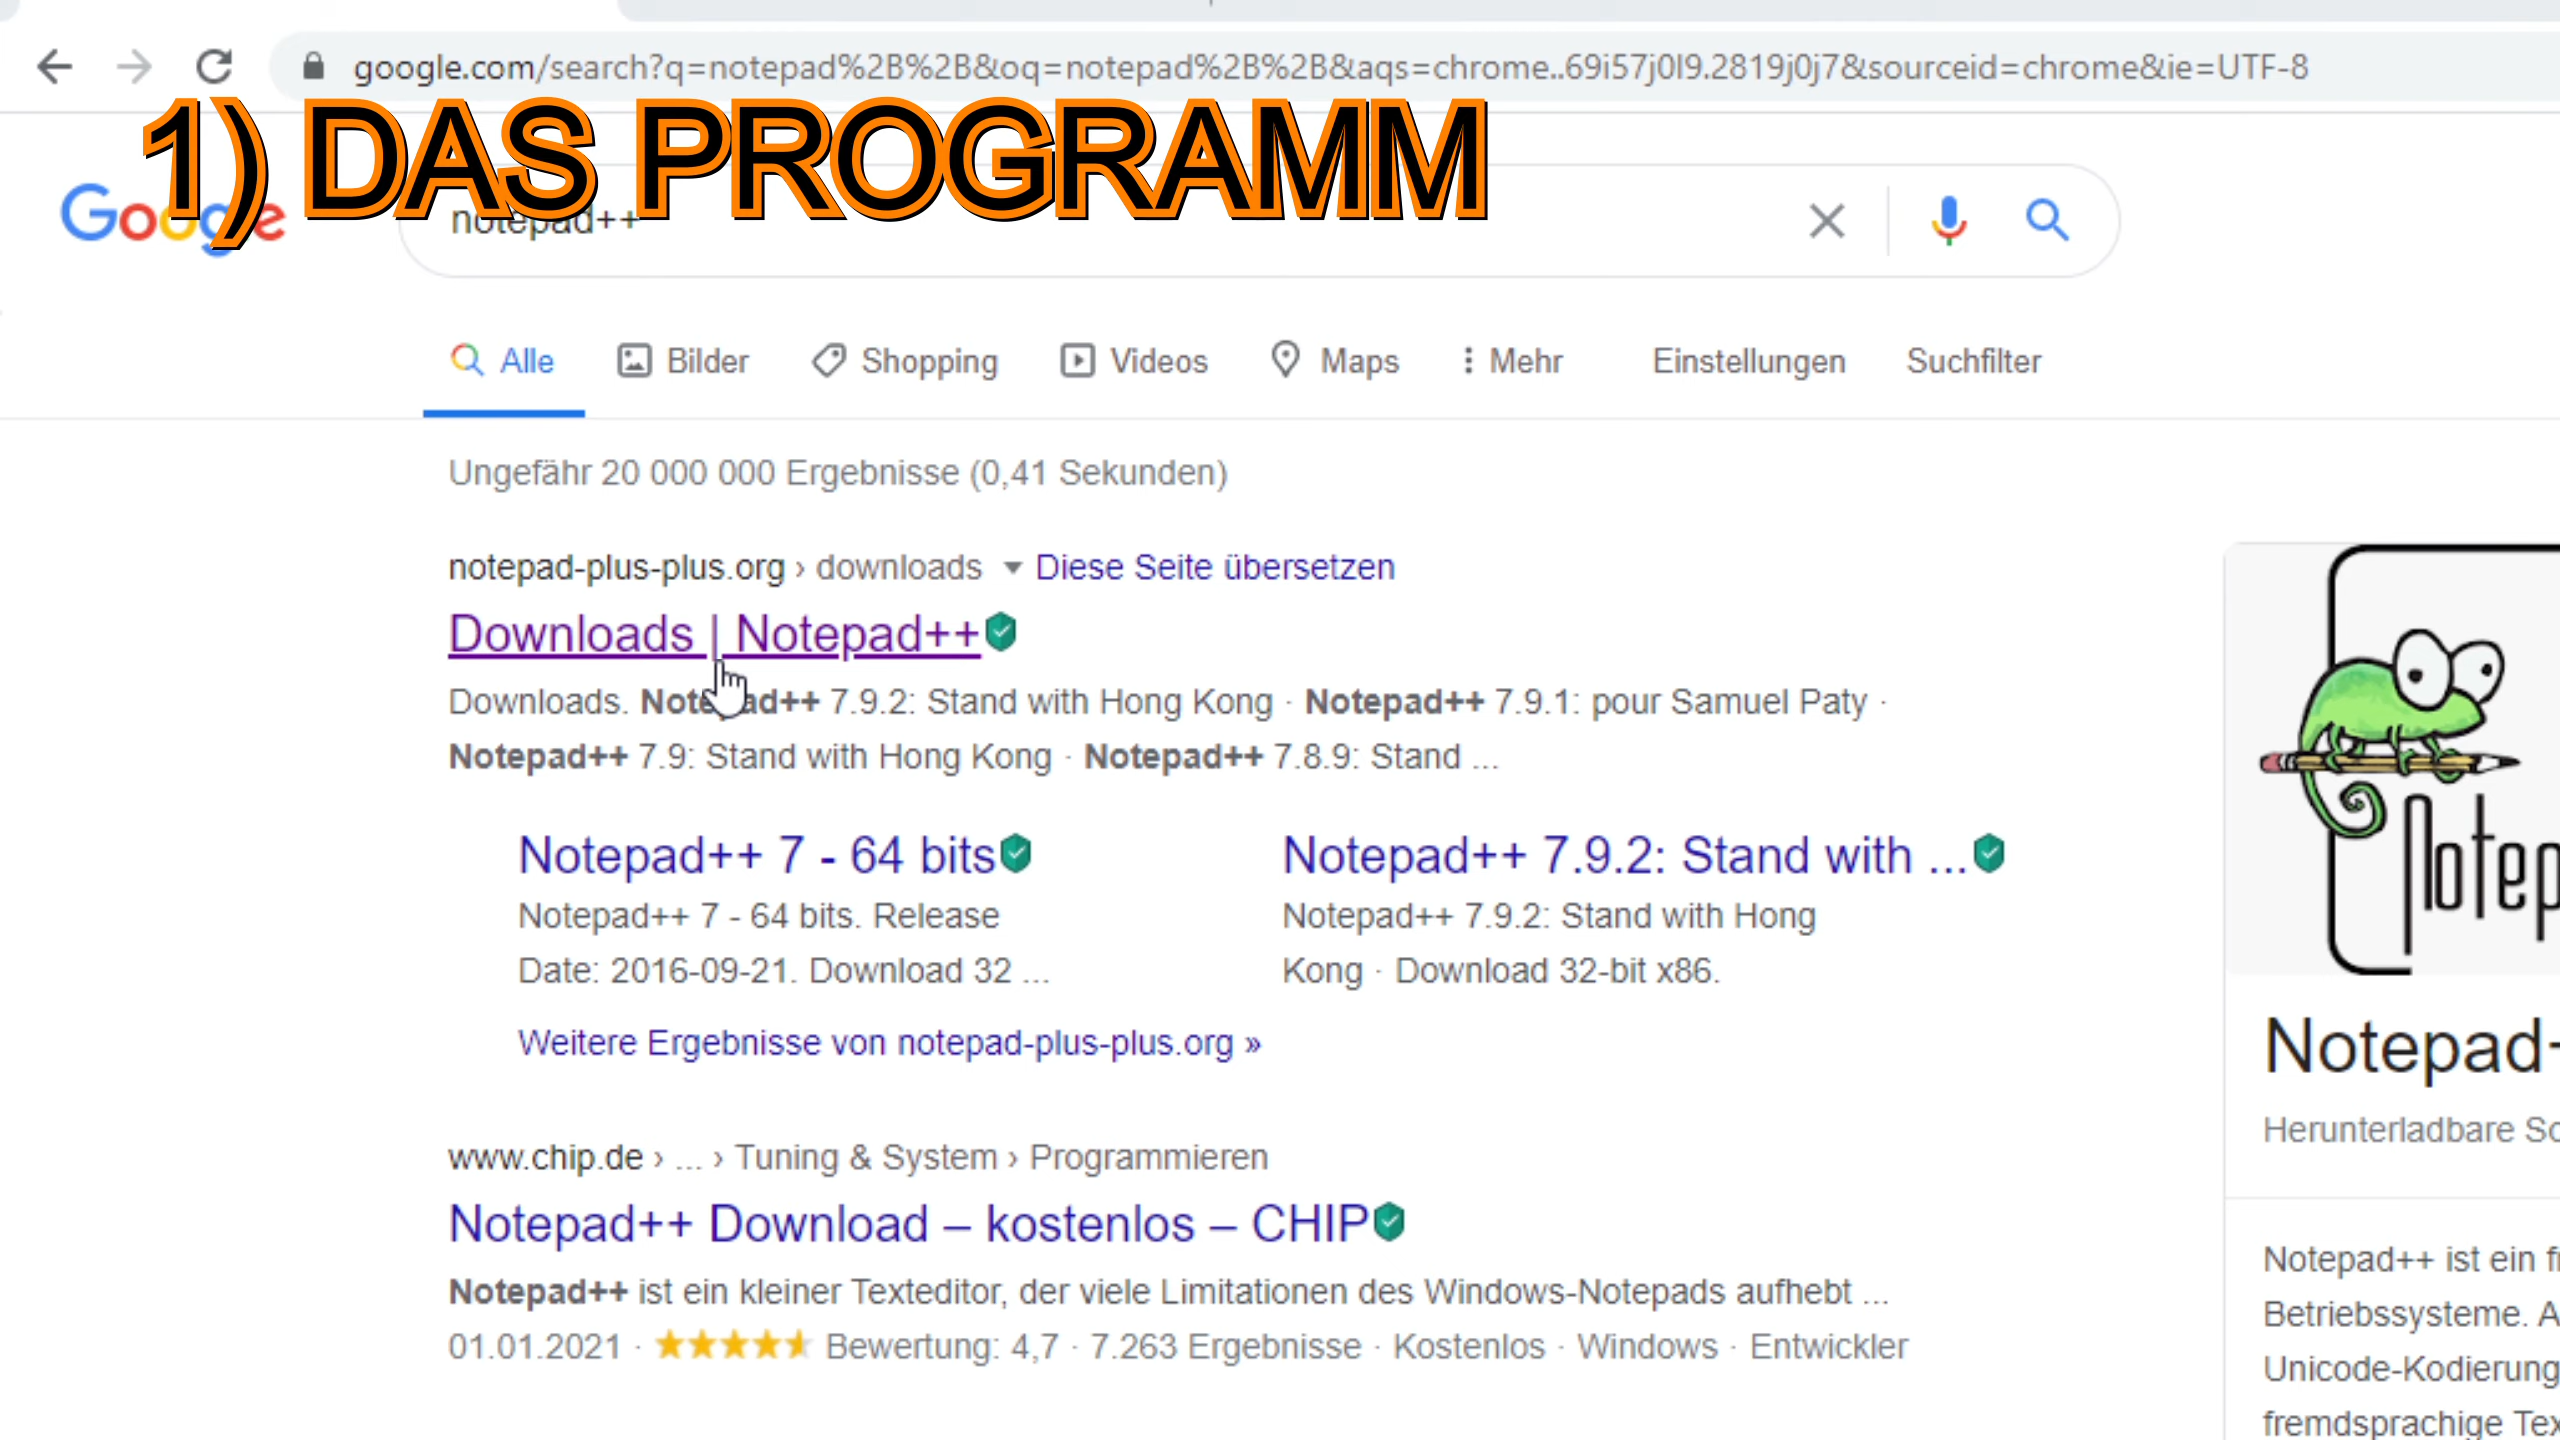 google.com/search?q=notepad%2B%2B&oq=notepad%2B%2B&aqs=chrome..69i57j0l9.2819j0j7&sourceid=chrome&ie=UTF-8
1) DAS PROGRAMM
Google
notepad++
Alle Bilder Shopping Videos Maps Mehr Einstellungen Suchfilter
Ungefähr 20 000 000 Ergebnisse (0,41 Sekunden)
notepad-plus-plus.org › downloads Diese Seite übersetzen
Downloads | Notepad++
Downloads. Notepad++ 7.9.2: Stand with Hong Kong · Notepad++ 7.9.1: pour Samuel Paty ·
Notepad++ 7.9: Stand with Hong Kong · Notepad++ 7.8.9: Stand ...
Notepad++ 7 - 64 bits
Notepad++ 7 - 64 bits. Release
Date: 2016-09-21. Download 32 ...
Notepad++ 7.9.2: Stand with ...
Notepad++ 7.9.2: Stand with Hong
Kong · Download 32-bit x86.
Weitere Ergebnisse von notepad-plus-plus.org »
www.chip.de › ... › Tuning & System › Programmieren
Notepad++ Download – kostenlos – CHIP
Notepad++ ist ein kleiner Texteditor, der viele Limitationen des Windows-Notepads aufhebt ...
01.01.2021 · Bewertung: 4,7 · 7.263 Ergebnisse · Kostenlos · Windows · Entwickler
Notep
Notepad+
Herunterladbare
Notepad++ ist ein
Betriebssysteme. A
Unicode-Kodierung
fremdsprachige Tex